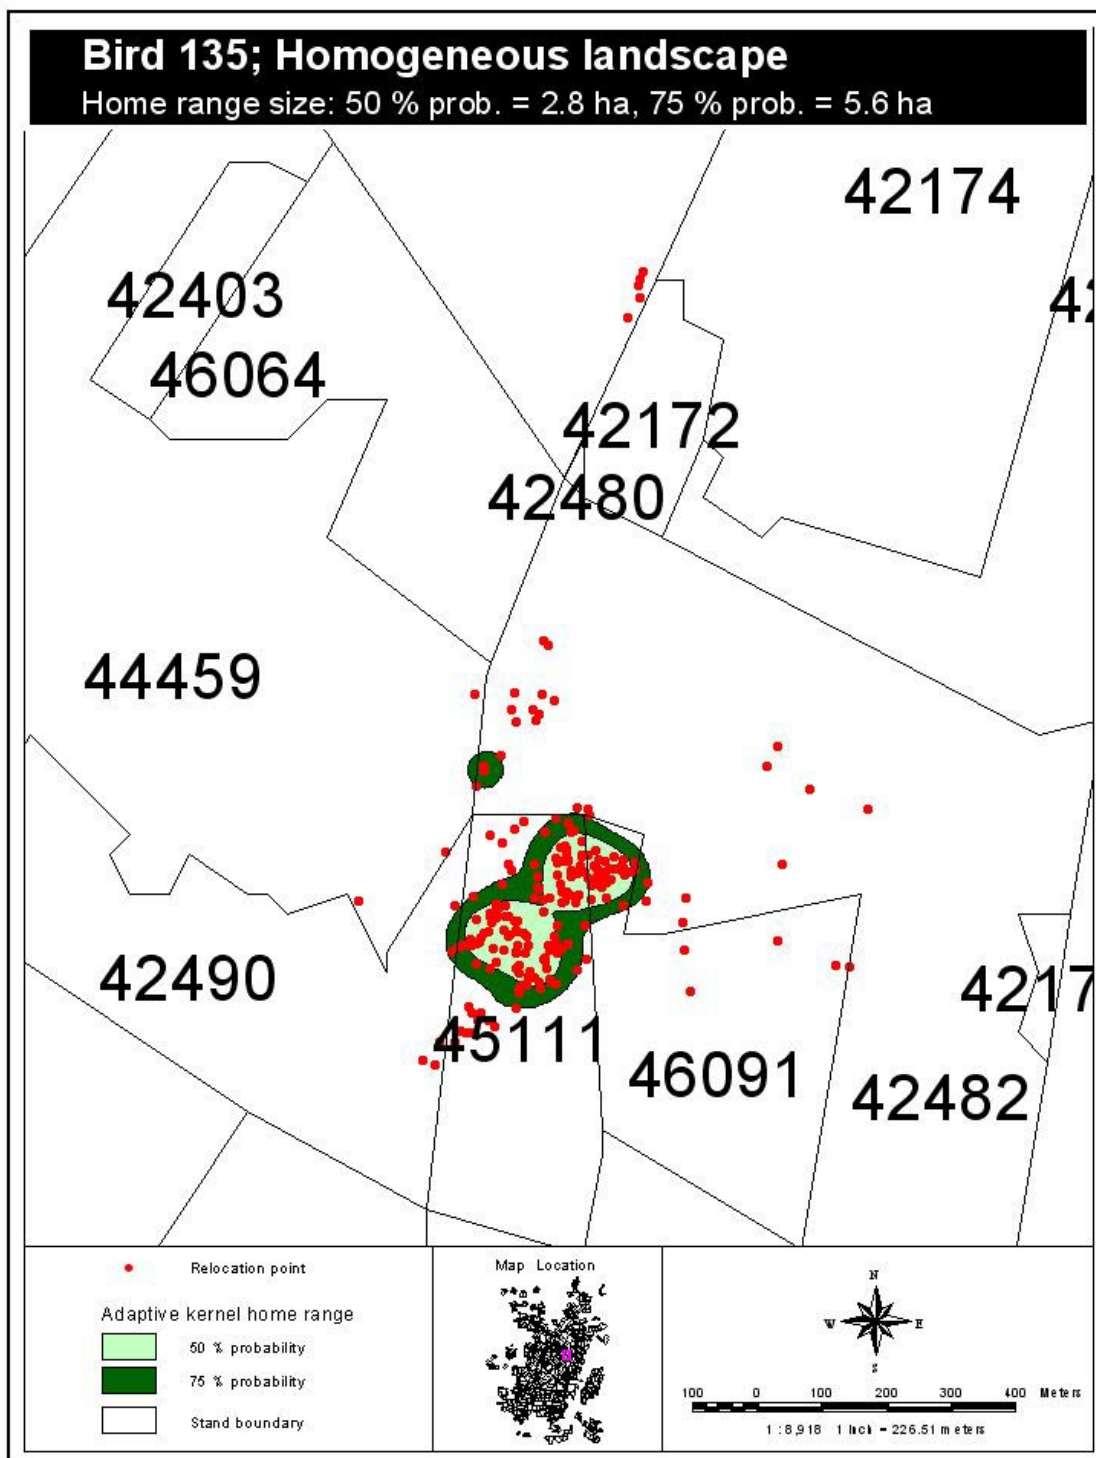 Bird 135; Homogeneous landscape
Home range size: 50 % prob. = 2.8 ha, 75 % prob. = 5.6 ha
42174
42403
42
46064
42172
42480
44459
42490
4217
45111
46091
42482
Relocation point
Adaptive kernel home range
50 % probability
75 % probability
Stand boundary
Map Location
N
W E
S
100 0 100 200 300 400 Meters
1 : 8,918 1 Inch = 226.51 meters